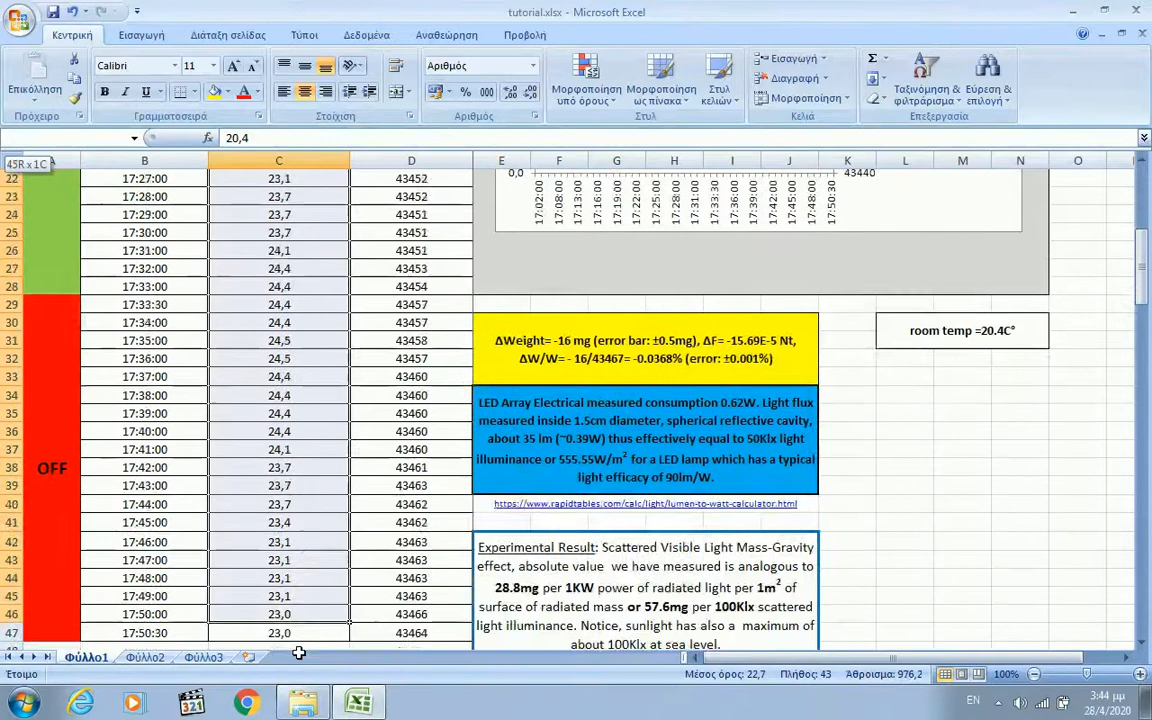 tutorial.xlsx - Microsoft Excel
Κεντρική Εισαγωγή Διάταξη σελίδας Τύποι Δεδομένα Αναθεώρηση Προβολή
Επικόλληση Calibri 11 Αριθμός Μορφοποίηση υπό όρους Μορφοποίηση ως πίνακα Στυλ κελιών Εισαγωγή Διαγραφή Μορφοποίηση Ταξινόμηση & φιλτράρισμα Εύρεση & επιλογή
Πρόχειρο Γραμματοσειρά Στοίχιση Αριθμός Στυλ Κελιά Επεξεργασία
fx 20,4
45R x 1C B C D E F G H I J K L M N O
22 17:27:00 23,1 43452
23 17:28:00 23,7 43452
24 17:29:00 23,7 43451
25 17:30:00 23,7 43451
26 17:31:00 24,1 43451
27 17:32:00 24,4 43453
28 17:33:00 24,4 43454
29 17:33:30 24,4 43457
30 17:34:00 24,4 43457
31 17:35:00 24,5 43458
32 17:36:00 24,5 43458
33 17:37:00 24,4 43460
34 17:38:00 24,4 43460
35 17:39:00 24,4 43460
36 17:40:00 24,4 43460
37 17:41:00 24,1 43460
38 17:42:00 23,7 43461
39 17:43:00 23,7 43460
40 17:44:00 23,7 43462
41 17:45:00 23,4 43462
42 17:46:00 23,1 43463
43 17:47:00 23,1 43463
44 17:48:00 23,1 43463
45 17:49:00 23,1 43463
46 17:50:00 23,0 43466
47 17:50:30 23,0 43464
OFF
0,0 43440
17:02:00 17:08:00 17:13:00 17:16:00 17:19:00 17:22:00 17:25:00 17:28:00 17:31:00 17:33:30 17:36:00 17:39:00 17:42:00 17:45:00 17:48:00 17:50:30
ΔWeight= -16 mg (error bar: ±0.5mg), ΔF= -15.69E-5 Nt,
ΔW/W= - 16/43467= -0.0368% (error: ±0.001%)
room temp =20.4C°
LED Array Electrical measured consumption 0.62W. Light flux
measured inside 1.5cm diameter, spherical reflective cavity,
about 35 lm (~0.39W) thus effectively equal to 50Klx light
illuminance or 555.55W/m² for a LED lamp which has a typical
light efficacy of 90lm/W.
https://www.rapidtables.com/calc/light/lumen-to-watt-calculator.html
Experimental Result: Scattered Visible Light Mass-Gravity
effect, absolute value we have measured is analogous to
28.8mg per 1KW power of radiated light per 1m² of
surface of radiated mass or 57.6mg per 100Klx scattered
light illuminance. Notice, sunlight has also a maximum of
about 100Klx at sea level.
Φύλλο1 Φύλλο2 Φύλλο3
Έτοιμο Μέσος όρος: 22,7 Πλήθος: 43 Άθροισμα: 976,2 100%
321 EN 3:44 μμ
28/4/2020